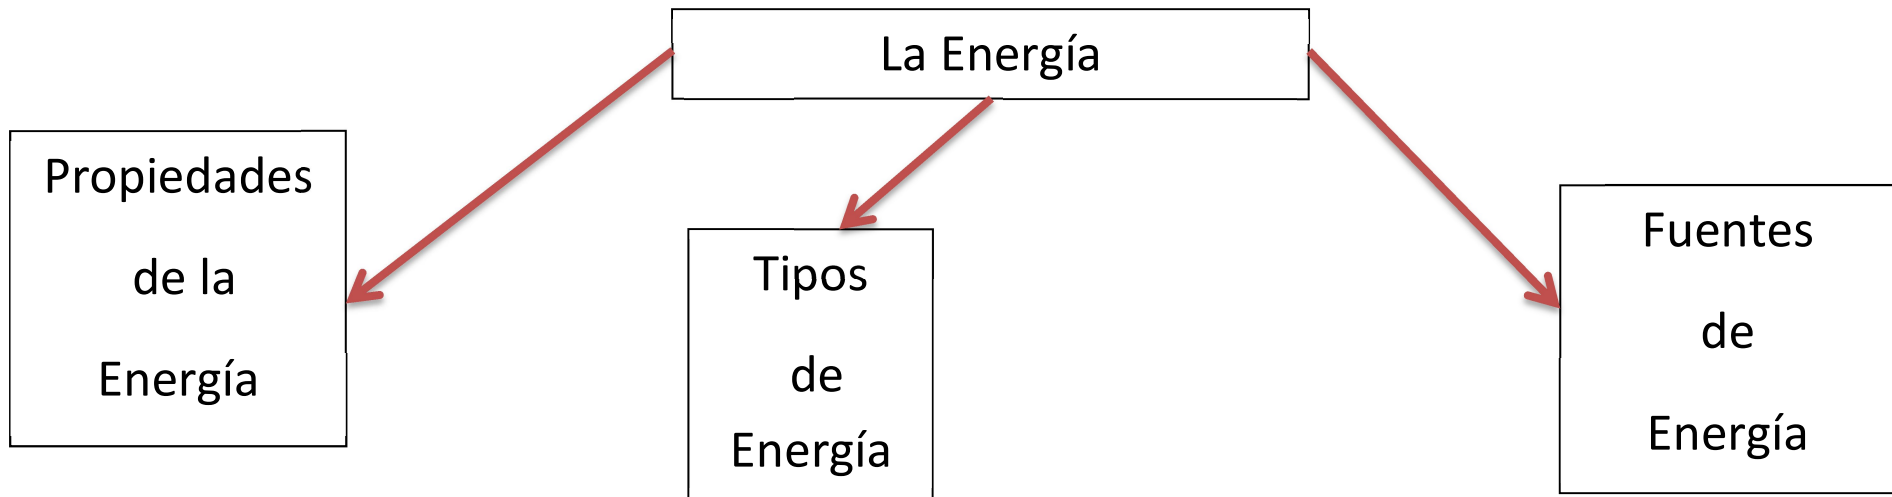 La Energía
Propiedades
de la
Energía
Tipos
de
Energía
Fuentes
de
Energía